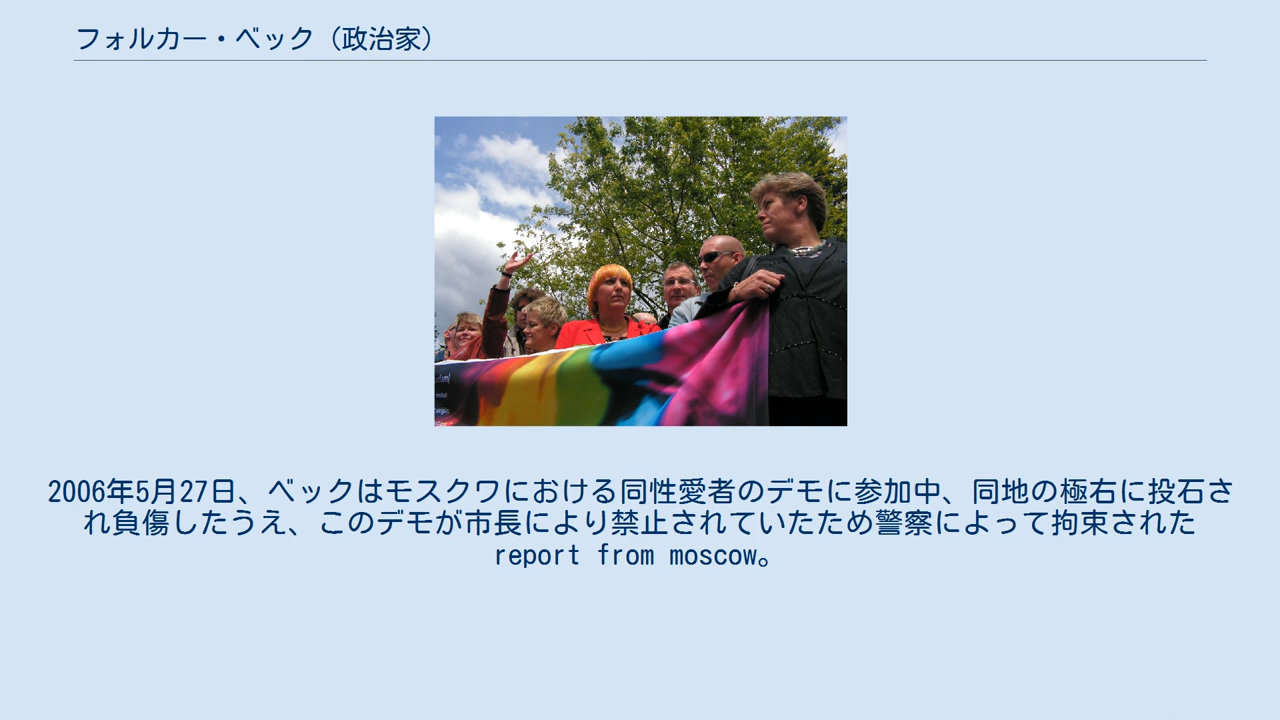 フォルカー・ベック（政治家）
2006年5月27日、ベックはモスクワにおける同性愛者のデモに参加中、同地の極右に投石さ
れ負傷したうえ、このデモが市長により禁止されていたため警察によって拘束された
report from moscow。